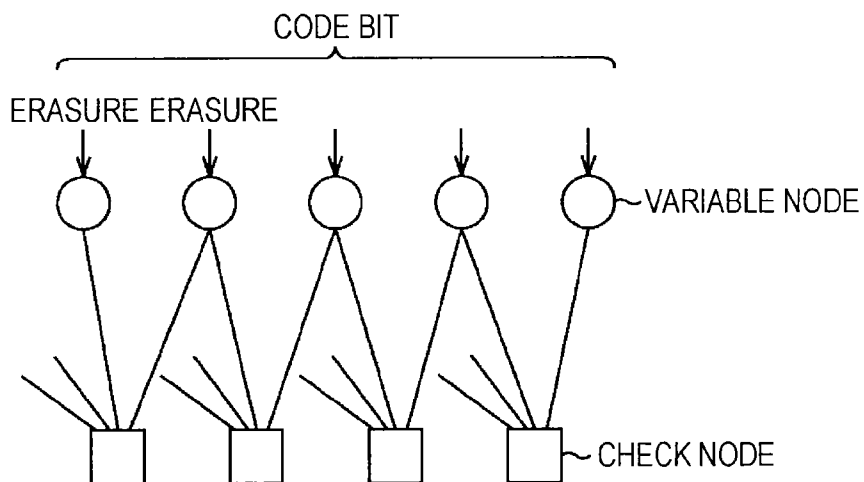 CODE BIT
ERASURE ERASURE
VARIABLE NODE
CHECK NODE